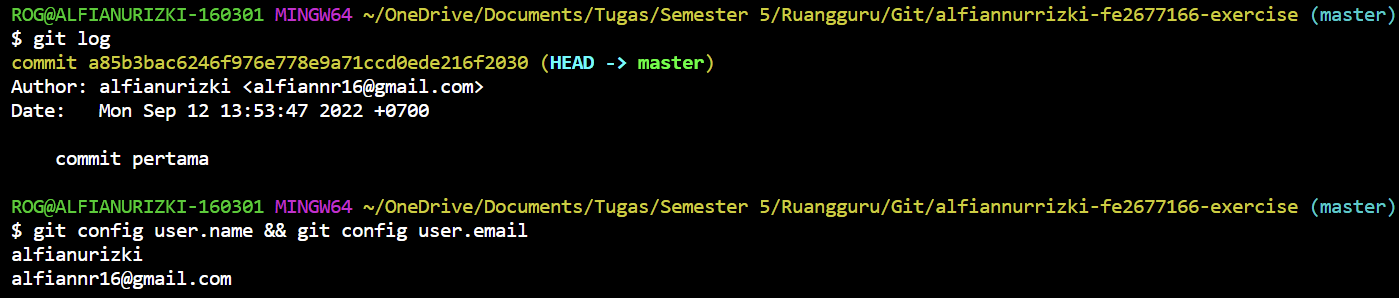 ROG@ALFIANURIZKI-160301 MINGW64 ~/OneDrive/Documents/Tugas/Semester 5/Ruangguru/Git/alfiannurrizki-fe2677166-exercise (master)
$ git log
commit a85b3bac6246f976e778e9a71ccd0ede216f2030 (HEAD -> master)
Author: alfianurizki <alfiannr16@gmail.com>
Date:   Mon Sep 12 13:53:47 2022 +0700

    commit pertama

ROG@ALFIANURIZKI-160301 MINGW64 ~/OneDrive/Documents/Tugas/Semester 5/Ruangguru/Git/alfiannurrizki-fe2677166-exercise (master)
$ git config user.name && git config user.email
alfianurizki
alfiannr16@gmail.com